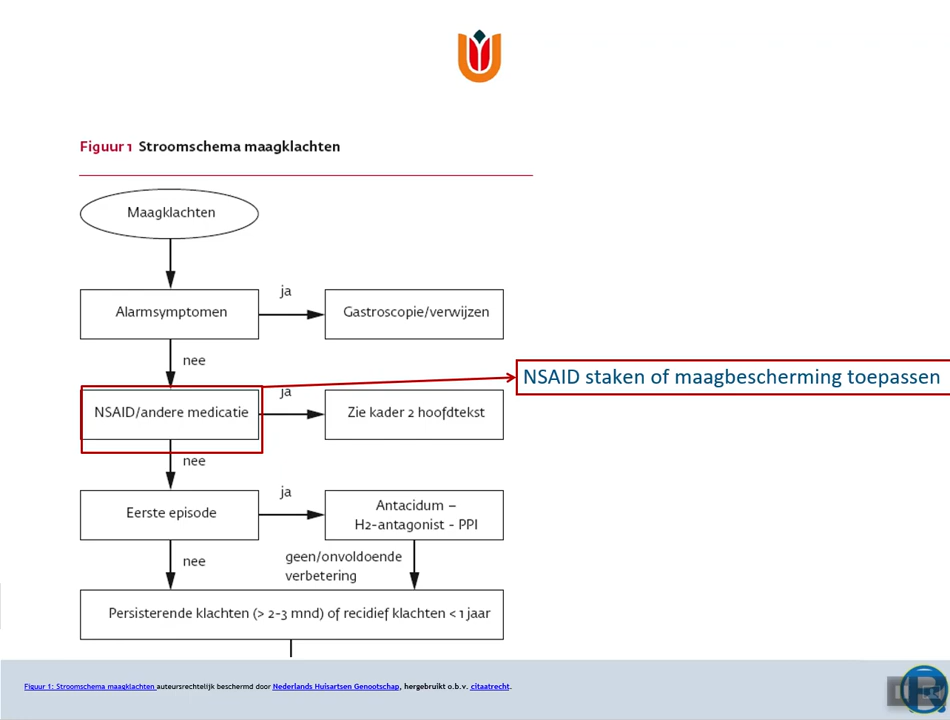 Figuur 1 Stroomschema maagklachten
Maagklachten
ja
Alarmsymptomen
Gastroscopie/verwijzen
nee
NSAID staken of maagbescherming toepassen
ja
NSAID/andere medicatie
Zie kader 2 hoofdtekst
nee
ja
Eerste episode
Antacidum –
H2-antagonist - PPI
nee
geen/onvoldoende
verbetering
Persisterende klachten (> 2-3 mnd) of recidief klachten < 1 jaar
Figuur 1: Stroomschema maagklachten auteursrechtelijk beschermd door Nederlands Huisartsen Genootschap, hergebruikt o.b.v. citaatrecht.